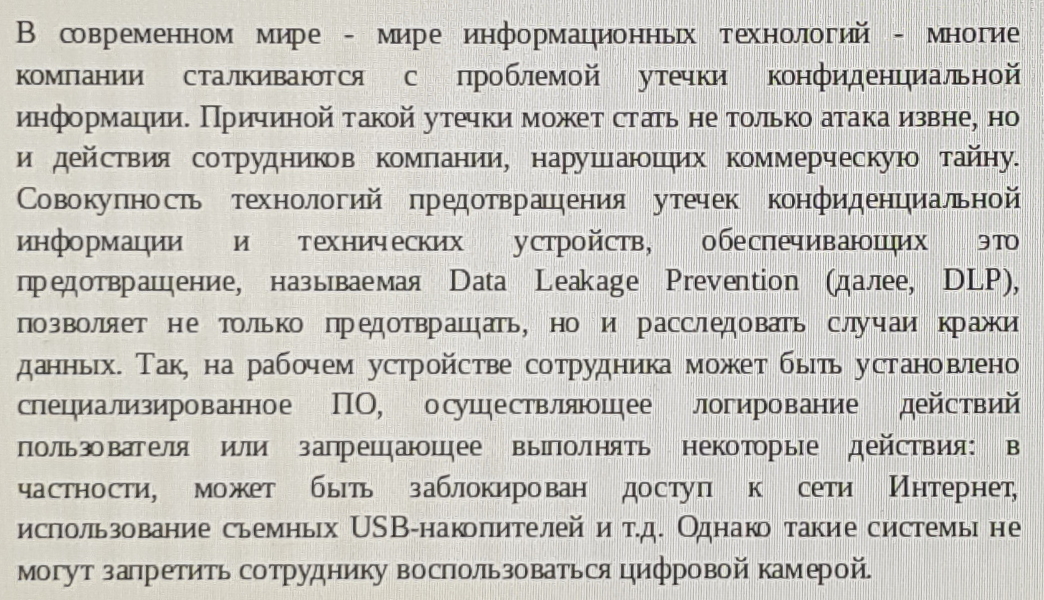 В современном мире - мире информационных технологий - многие
компании сталкиваются с проблемой утечки конфиденциальной
информации. Причиной такой утечки может стать не только атака извне, но
и действия сотрудников компании, нарушающих коммерческую тайну.
Совокупность технологий предотвращения утечек конфиденциальной
информации и технических устройств, обеспечивающих это
предотвращение, называемая Data Leakage Prevention (далее, DLP),
позволяет не только предотвращать, но и расследовать случаи кражи
данных. Так, на рабочем устройстве сотрудника может быть установлено
специализированное ПО, осуществляющее логирование действий
пользователя или запрещающее выполнять некоторые действия: в
частности, может быть заблокирован доступ к сети Интернет,
использование съемных USB-накопителей и т.д. Однако такие системы не
могут запретить сотруднику воспользоваться цифровой камерой.